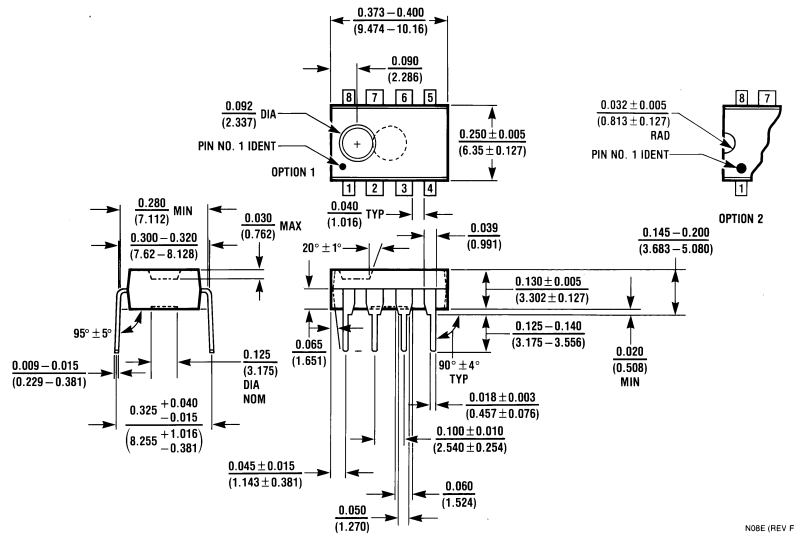 0.373–0.400
(9.474–10.16)
0.090
(2.286)
8 7 6 5
0.092 DIA
(2.337)
+
PIN NO. 1 IDENT
OPTION 1
1 2 3 4
0.250 ± 0.005
(6.35 ± 0.127)
0.032 ± 0.005
(0.813 ± 0.127)
RAD
PIN NO. 1 IDENT
8 7
1
OPTION 2
0.280 MIN
(7.112)
0.300–0.320
(7.62–8.128)
0.030 MAX
(0.762)
0.040 TYP
(1.016)
20° ± 1°
0.039
(0.991)
0.145–0.200
(3.683–5.080)
0.130 ± 0.005
(3.302 ± 0.127)
0.125–0.140
(3.175–3.556)
0.020
(0.508)
MIN
95° ± 5°
0.009–0.015
(0.229–0.381)
0.125
(3.175)
DIA
NOM
0.065
(1.651)
90° ± 4°
TYP
0.018 ± 0.003
(0.457 ± 0.076)
0.325 +0.040
−0.015
(8.255 +1.016
−0.381)
0.100 ± 0.010
(2.540 ± 0.254)
0.045 ± 0.015
(1.143 ± 0.381)
0.060
(1.524)
0.050
(1.270)
N08E (REV F